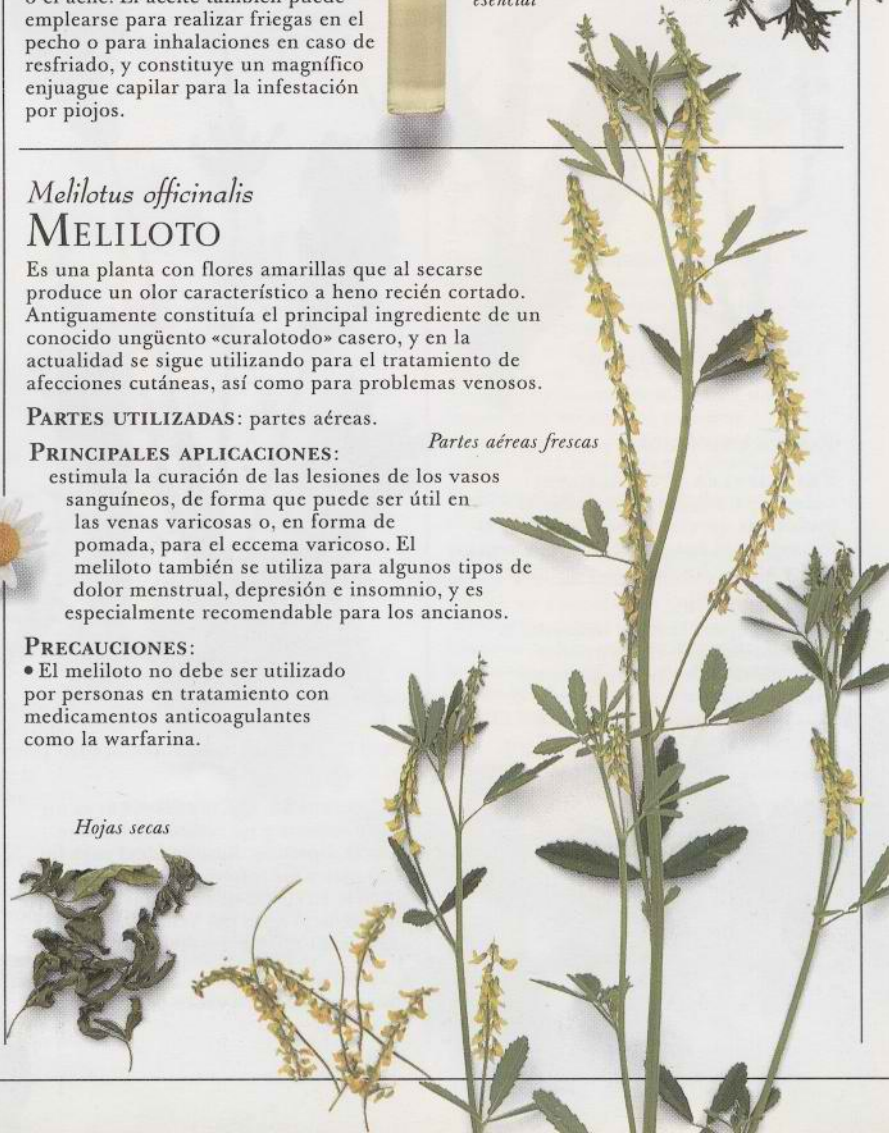 emplearse para realizar friegas en el
pecho o para inhalaciones en caso de
resfriado, y constituye un magnífico
enjuague capilar para la infestación
por piojos.
esencial
Melilotus officinalis
MELILOTO
Es una planta con flores amarillas que al secarse
produce un olor característico a heno recién cortado.
Antiguamente constituía el principal ingrediente de un
conocido ungüento «curalotodo» casero, y en la
actualidad se sigue utilizando para el tratamiento de
afecciones cutáneas, así como para problemas venosos.
PARTES UTILIZADAS: partes aéreas.
Partes aéreas frescas
PRINCIPALES APLICACIONES:
estimula la curación de las lesiones de los vasos
sanguíneos, de forma que puede ser útil en
las venas varicosas o, en forma de
pomada, para el eccema varicoso. El
meliloto también se utiliza para algunos tipos de
dolor menstrual, depresión e insomnio, y es
especialmente recomendable para los ancianos.
PRECAUCIONES:
• El meliloto no debe ser utilizado
por personas en tratamiento con
medicamentos anticoagulantes
como la warfarina.
Hojas secas